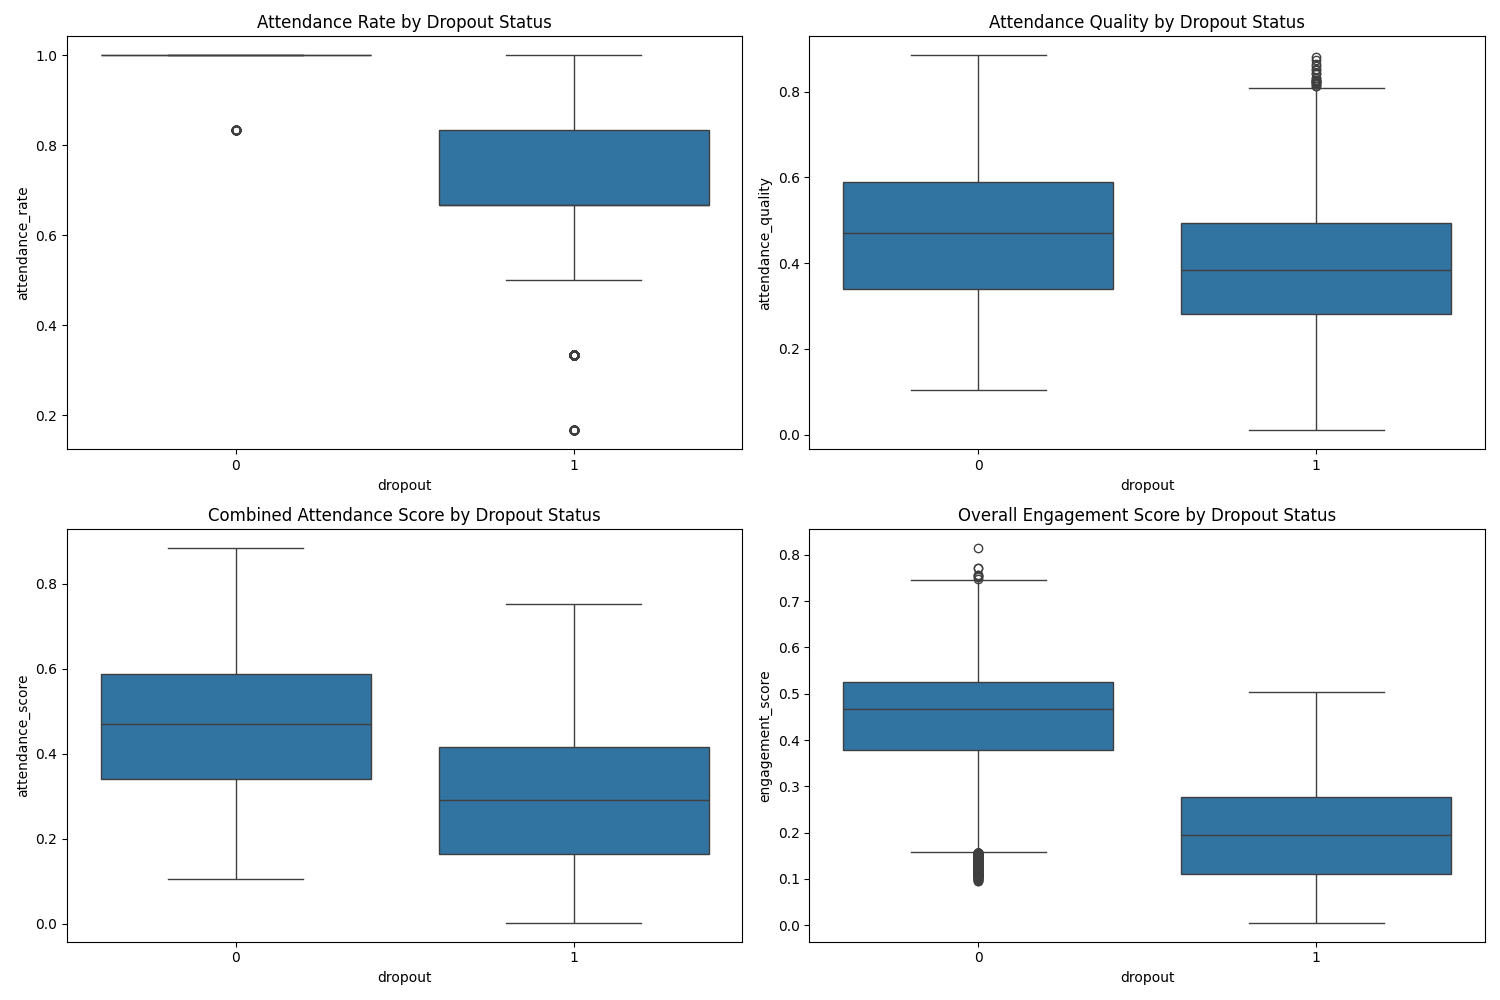 Attendance Rate by Dropout Status
attendance_rate
1.0
0.8
0.6
0.4
0.2
0 1
dropout
Attendance Quality by Dropout Status
attendance_quality
0.8
0.6
0.4
0.2
0.0
0 1
dropout
Combined Attendance Score by Dropout Status
attendance_score
0.8
0.6
0.4
0.2
0.0
0 1
dropout
Overall Engagement Score by Dropout Status
engagement_score
0.8
0.7
0.6
0.5
0.4
0.3
0.2
0.1
0.0
0 1
dropout